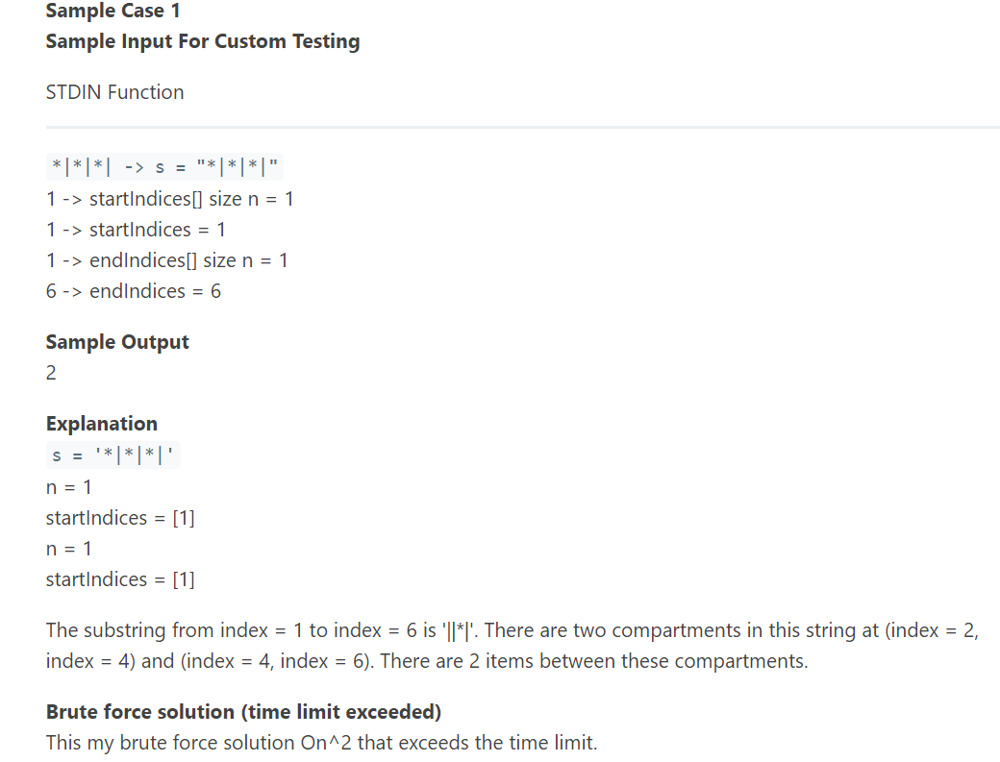 Sample Case 1
Sample Input For Custom Testing
STDIN Function
*|*|*| -> s = "*|*|*|"
1 -> startIndices[] size n = 1
1 -> startIndices = 1
1 -> endIndices[] size n = 1
6 -> endIndices = 6
Sample Output
2
Explanation
s = '*|*|*|'
n = 1
startIndices = [1]
n = 1
startIndices = [1]
The substring from index = 1 to index = 6 is '||*|'. There are two compartments in this string at (index = 2,
index = 4) and (index = 4, index = 6). There are 2 items between these compartments.
Brute force solution (time limit exceeded)
This my brute force solution On^2 that exceeds the time limit.